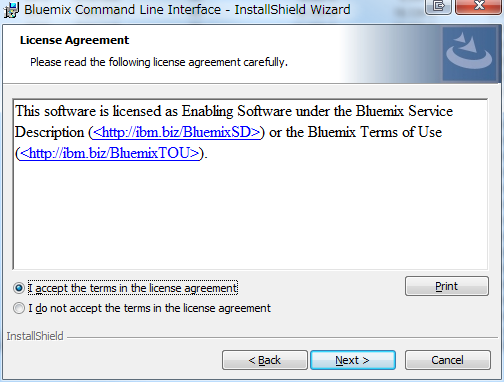 Bluemix Command Line Interface - InstallShield Wizard
License Agreement
Please read the following license agreement carefully.
This software is licensed as Enabling Software under the Bluemix Service
Description (<http://ibm.biz/BluemixSD>) or the Bluemix Terms of Use
(<http://ibm.biz/BluemixTOU>).
I accept the terms in the license agreement
I do not accept the terms in the license agreement
Print
InstallShield
< Back
Next >
Cancel